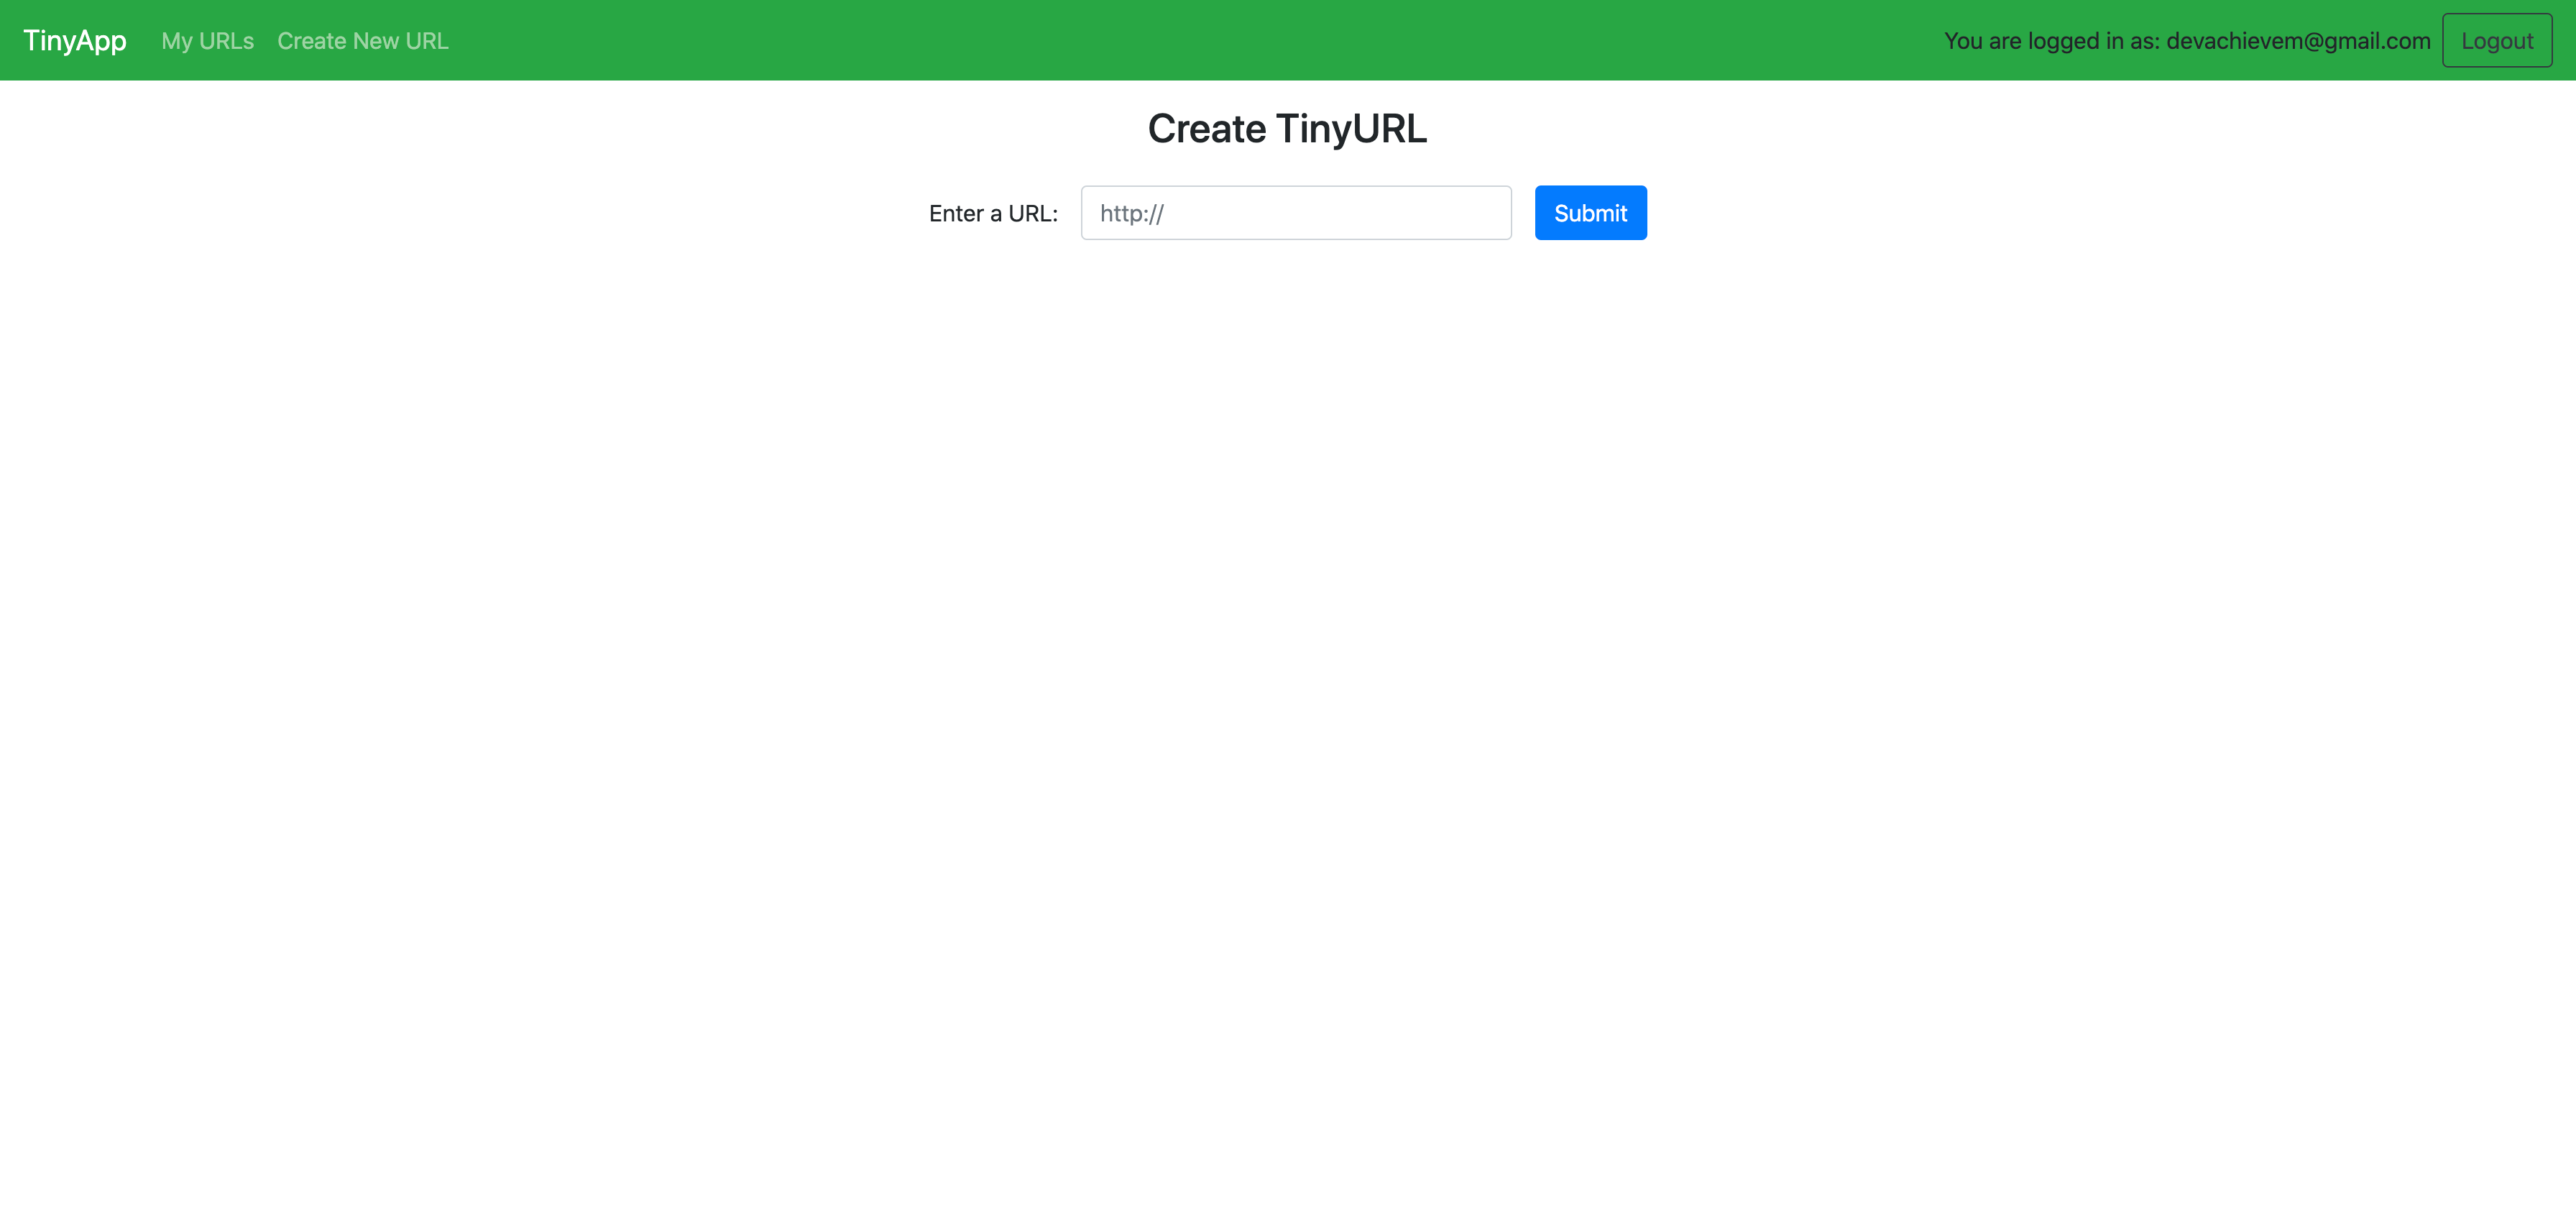 TinyApp My URLs Create New URL You are logged in as: devachievem@gmail.com Logout
Create TinyURL
Enter a URL: http:// Submit